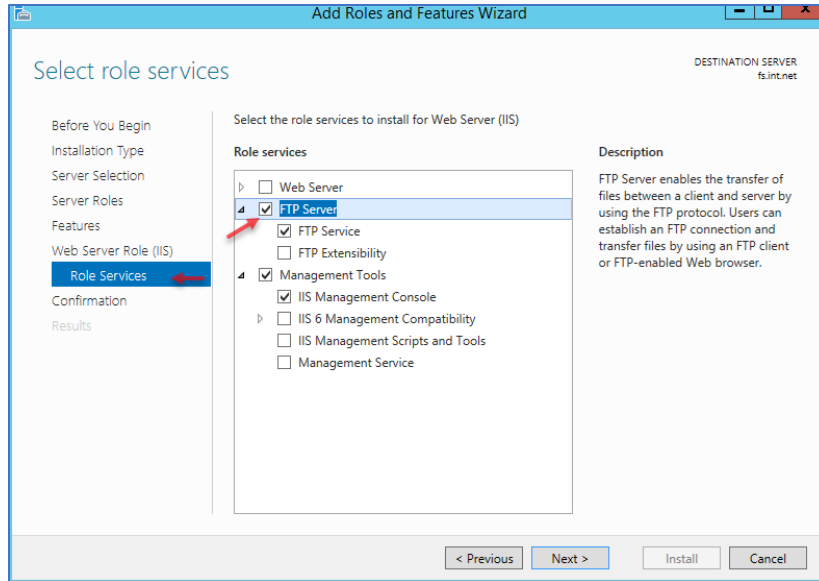 Add Roles and Features Wizard
Select role services
DESTINATION SERVER
fs.int.net
Before You Begin
Installation Type
Server Selection
Server Roles
Features
Web Server Role (IIS)
Role Services
Confirmation
Results
Select the role services to install for Web Server (IIS)
Role services
Web Server
FTP Server
FTP Service
FTP Extensibility
Management Tools
IIS Management Console
IIS 6 Management Compatibility
IIS Management Scripts and Tools
Management Service
Description
FTP Server enables the transfer of
files between a client and server by
using the FTP protocol. Users can
establish an FTP connection and
transfer files by using an FTP client
or FTP-enabled Web browser.
< Previous
Next >
Install
Cancel